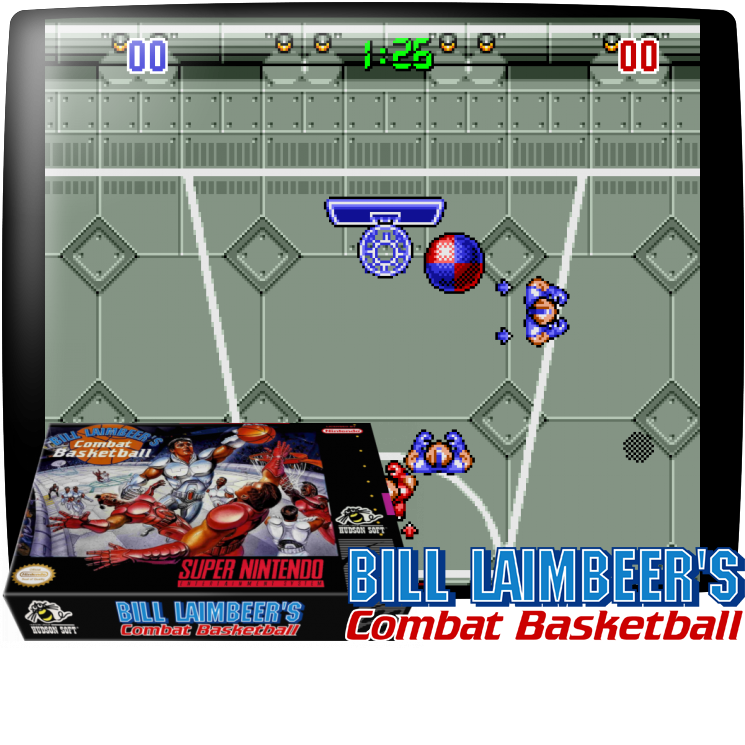 00
1:26
00
BILL LAIMBEER'S
Combat
Basketball
Nintendo
HUDSON SOFT
SUPER NINTENDO
ENTERTAINMENT SYSTEM
BILL LAIMBEER'S
Combat Basketball
HUDSON SOFT
BILL LAIMBEER'S
Combat Basketball